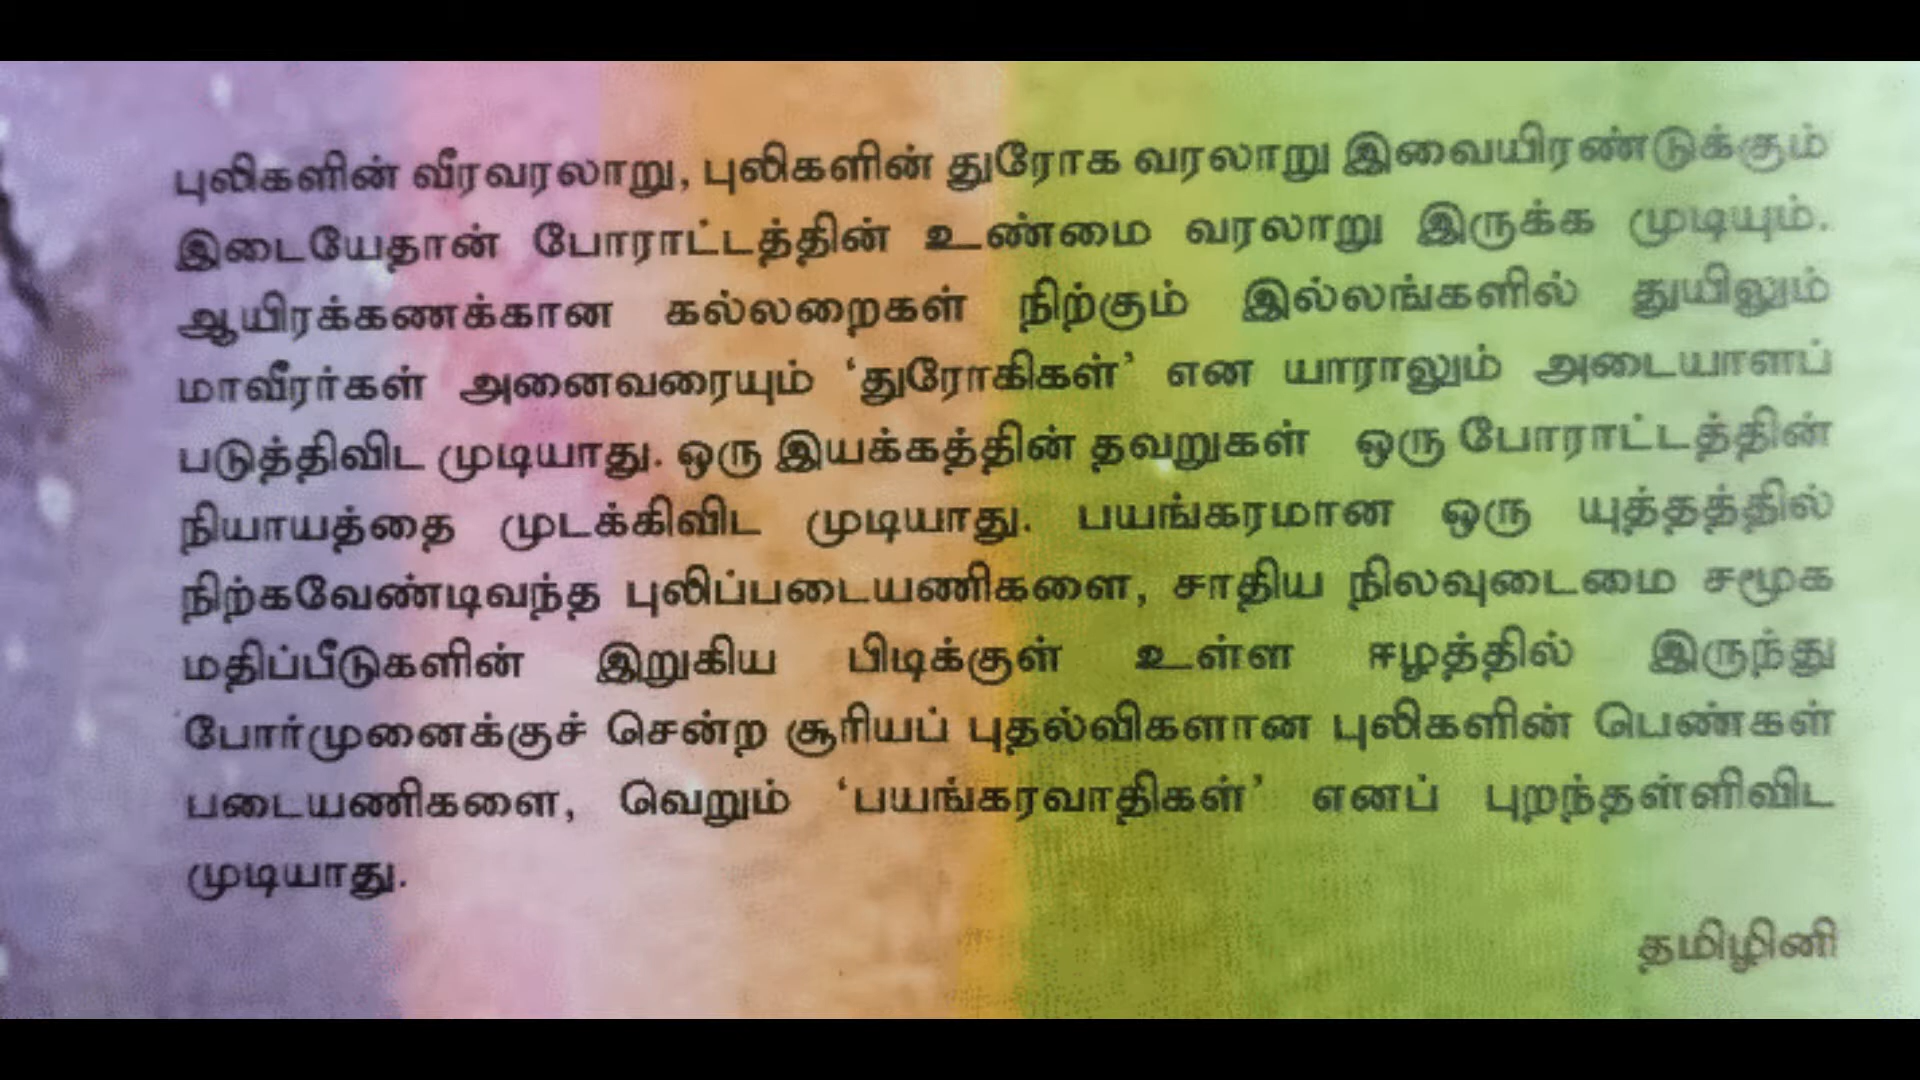 புலிகளின் வீரவரலாறு, புலிகளின் துரோக வரலாறு இவையிரண்டுக்கும்
இடையேதான் போராட்டத்தின் உண்மை வரலாறு இருக்க முடியும்.
ஆயிரக்கணக்கான கல்லறைகள் நிற்கும் இல்லங்களில் துயிலும்
மாவீரர்கள் அனைவரையும் ‘துரோகிகள்’ என யாராலும் அடையாளப்
படுத்திவிட முடியாது. ஒரு இயக்கத்தின் தவறுகள் ஒரு போராட்டத்தின்
நியாயத்தை முடக்கிவிட முடியாது. பயங்கரமான ஒரு யுத்தத்தில்
நிற்கவேண்டிவந்த புலிப்படையணிகளை, சாதிய நிலவுடைமை சமூக
மதிப்பீடுகளின் இறுகிய பிடிக்குள் உள்ள ஈழத்தில் இருந்து
போர்முனைக்குச் சென்ற சூரியப் புதல்விகளான புலிகளின் பெண்கள்
படையணிகளை, வெறும் ‘பயங்கரவாதிகள்’ எனப் புறந்தள்ளிவிட
முடியாது.
தமிழினி